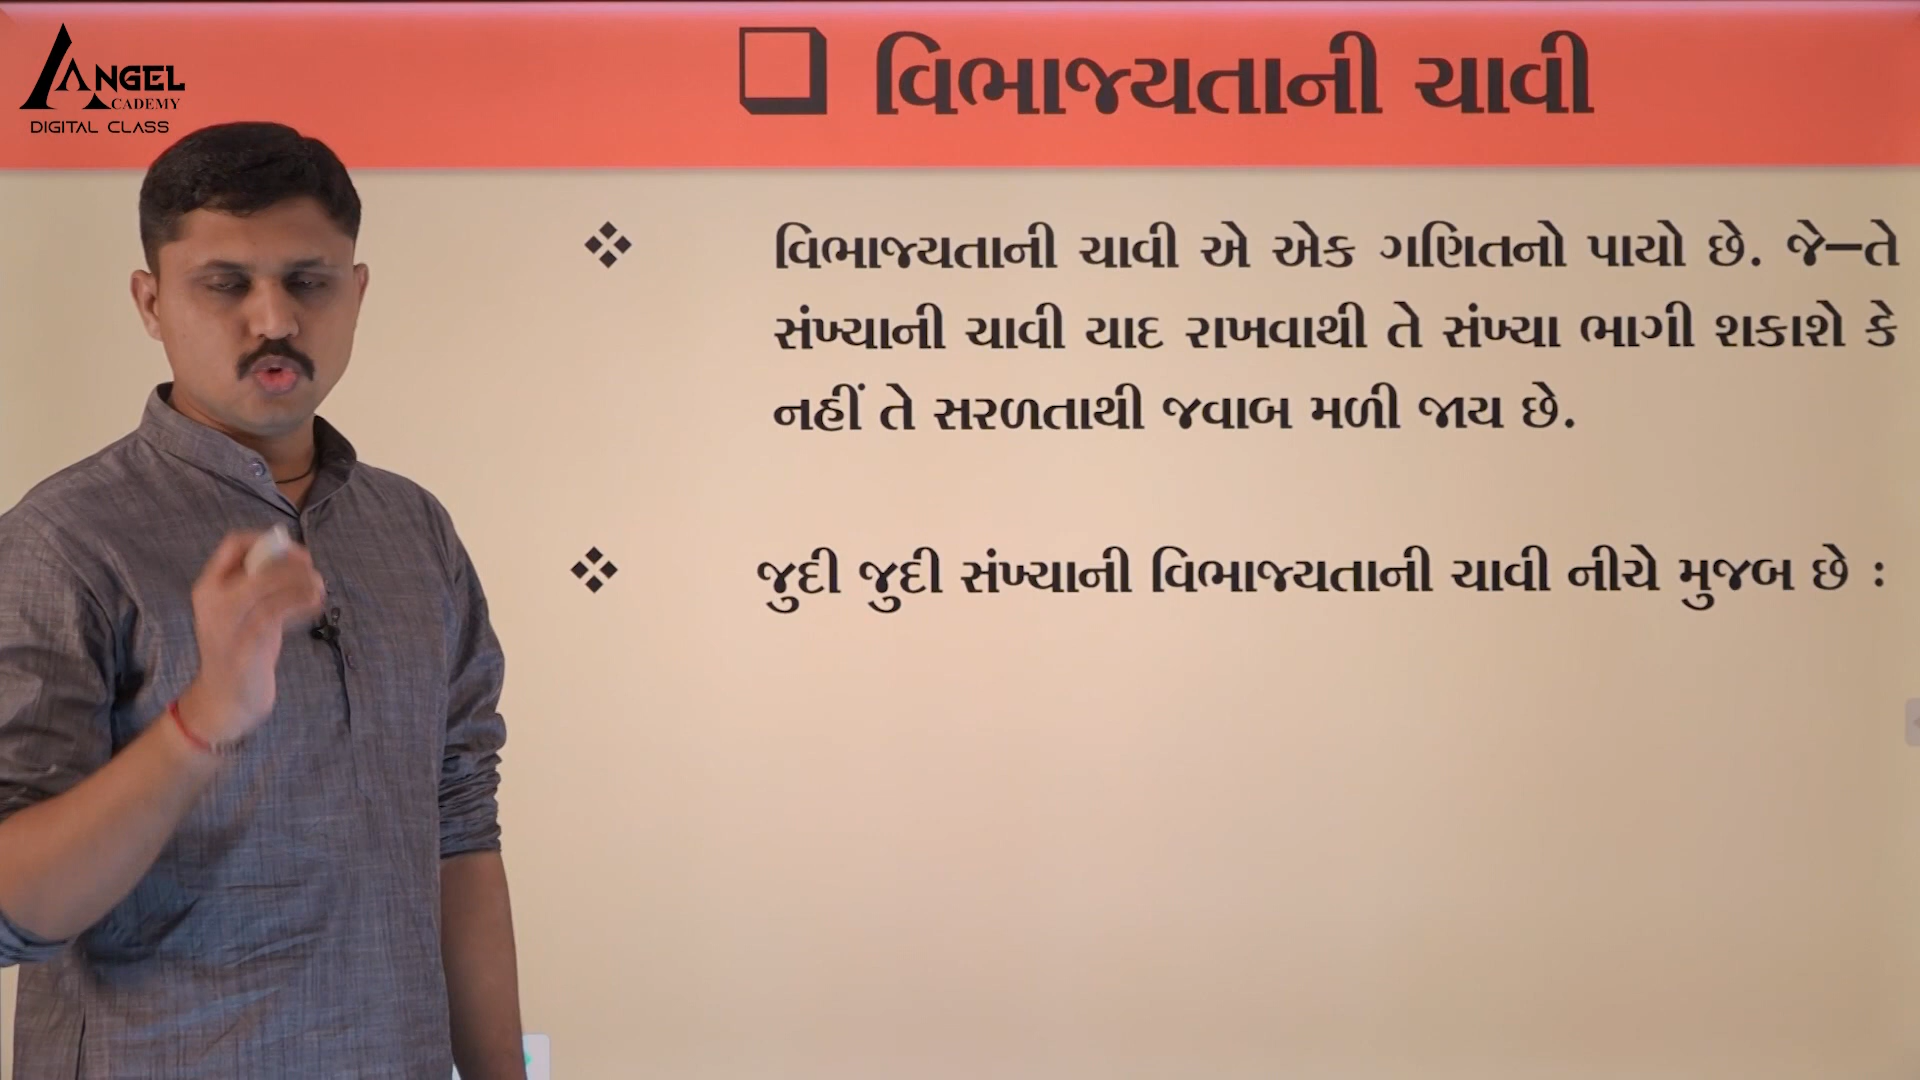 ANGEL
ACADEMY
DIGITAL CLASS
વિભાજ્યતાની ચાવી
વિભાજ્યતાની ચાવી એ એક ગણિતનો પાયો છે. જે–તે
સંખ્યાની ચાવી યાદ રાખવાથી તે સંખ્યા ભાગી શકાશે કે
નહીં તે સરળતાથી જવાબ મળી જાય છે.
જુદી જુદી સંખ્યાની વિભાજ્યતાની ચાવી નીચે મુજબ છે :